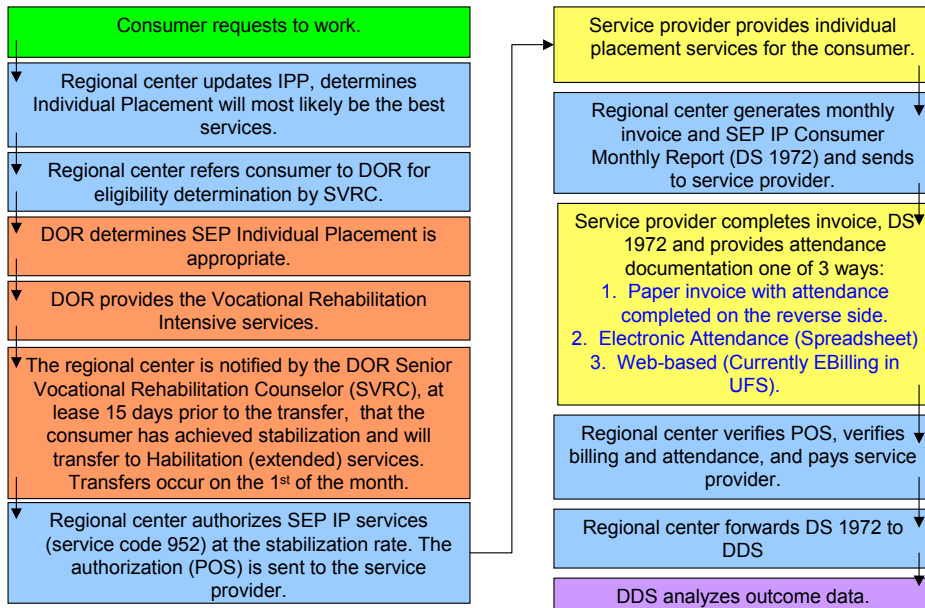 Consumer requests to work.
Regional center updates IPP, determines
Individual Placement will most likely be the best
services.
Regional center refers consumer to DOR for
eligibility determination by SVRC.
DOR determines SEP Individual Placement is
appropriate.
DOR provides the Vocational Rehabilitation
Intensive services.
The regional center is notified by the DOR Senior
Vocational Rehabilitation Counselor (SVRC), at
lease 15 days prior to the transfer, that the
consumer has achieved stabilization and will
transfer to Habilitation (extended) services.
Transfers occur on the 1st of the month.
Regional center authorizes SEP IP services
(service code 952) at the stabilization rate. The
authorization (POS) is sent to the service
provider.
Service provider provides individual
placement services for the consumer.
Regional center generates monthly
invoice and SEP IP Consumer
Monthly Report (DS 1972) and sends
to service provider.
Service provider completes invoice, DS
1972 and provides attendance
documentation one of 3 ways:
1. Paper invoice with attendance
completed on the reverse side.
2. Electronic Attendance (Spreadsheet)
3. Web-based (Currently EBilling in
UFS).
Regional center verifies POS, verifies
billing and attendance, and pays service
provider.
Regional center forwards DS 1972 to
DDS
DDS analyzes outcome data.